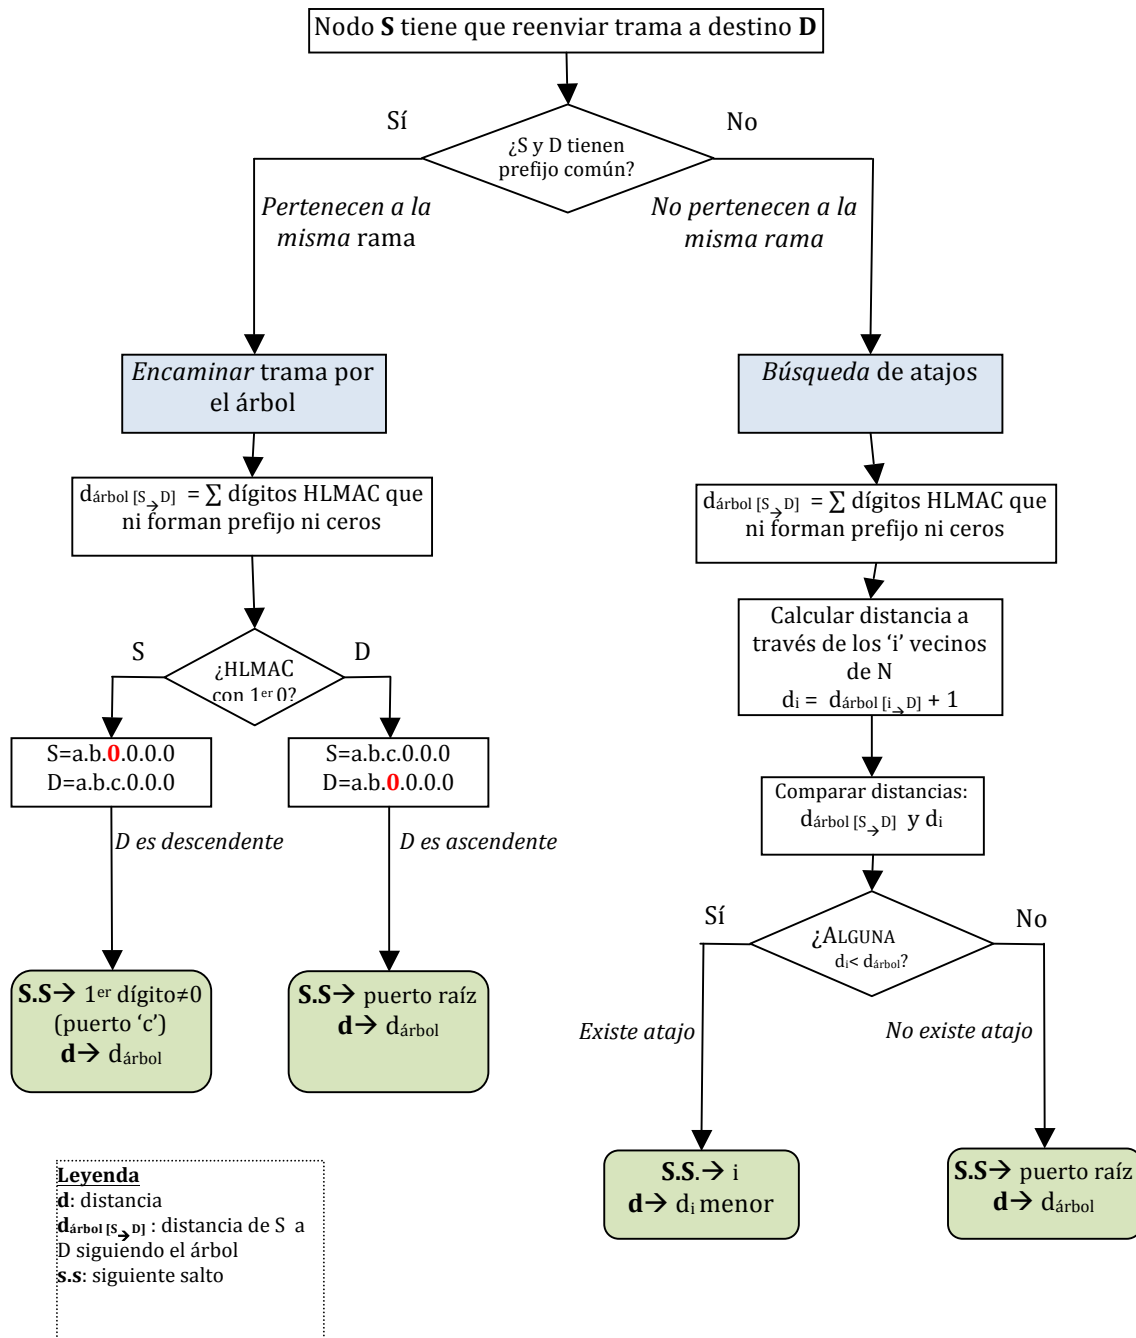 Nodo S tiene que reenviar trama a destino D
Sí
No
¿S y D tienen
prefijo común?
Pertenecen a la
misma rama
No pertenecen a la
misma rama
Encaminar trama por
el árbol
Búsqueda de atajos
dárbol [S→D] = ∑ dígitos HLMAC que
ni forman prefijo ni ceros
dárbol [S→D] = ∑ dígitos HLMAC que
ni forman prefijo ni ceros
Calcular distancia a
través de los ‘i’ vecinos
de N
di = dárbol [i→D] + 1
S
D
¿HLMAC
con 1er 0?
S=a.b.0.0.0.0
D=a.b.c.0.0.0
S=a.b.c.0.0.0
D=a.b.0.0.0.0
Comparar distancias:
dárbol [S→D] y di
D es descendente
D es ascendente
Sí
No
¿ALGUNA
di< dárbol?
S.S→ 1er dígito≠0
(puerto ‘c’)
d→ dárbol
S.S→ puerto raíz
d→ dárbol
Existe atajo
No existe atajo
S.S.→ i
d→ di menor
S.S→ puerto raíz
d→ dárbol
Leyenda
d: distancia
dárbol [S→D] : distancia de S a
D siguiendo el árbol
s.s: siguiente salto